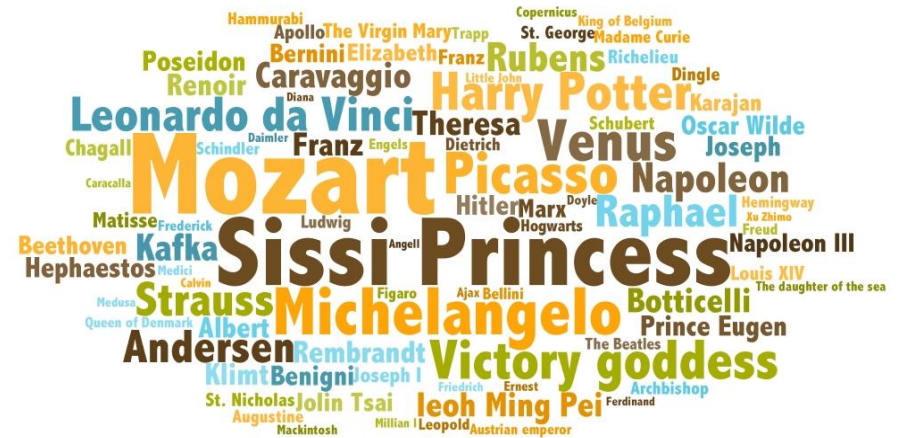 Hammurabi
Copernicus
King of Belgium
Apollo
The Virgin Mary
Trapp
St. George
Madame Curie
Bernini
Elizabeth
Franz
Rubens
Richelieu
Poseidon
Caravaggio
Renoir
Little John
Dingle
Harry Potter
Karajan
Diana
Leonardo da Vinci
Theresa
Schubert
Oscar Wilde
Venus
Daimler
Chagall
Schindler
Franz
Engels
Dietrich
Joseph
Mozart
Picasso
Napoleon
Caracalla
Hitler
Marx
Doyle
Raphael
Hemingway
Xu Zhimo
Matisse
Frederick
Ludwig
Hogwarts
Freud
Beethoven
Kafka
Sissi Princess
Angell
Napoleon III
Hephaestos
Medici
Louis XIV
Calvin
The daughter of the sea
Medusa
Strauss
Michelangelo
Figaro
Ajax
Bellini
Botticelli
Queen of Denmark
Albert
Prince Eugen
Andersen
Rembrandt
The Beatles
Victory goddess
Klimt
Benigni
Joseph I
Friedrich
Ernest
Archbishop
St. Nicholas
Jolin Tsai
Ieoh Ming Pei
Ferdinand
Augustine
Mackintosh
Millian I
Leopold
Austrian emperor